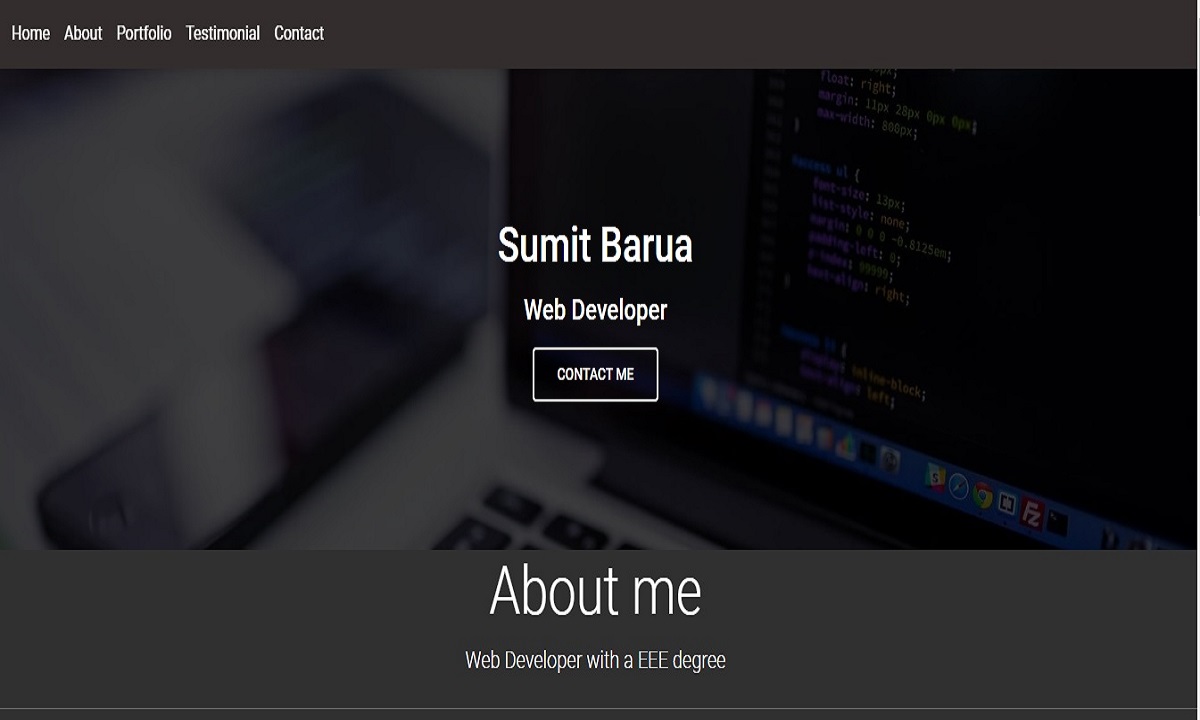 Home About Portfolio Testimonial Contact
float: right;
margin: 11px 28px 0px 0px;
max-width: 800px;
}
ul {
font-size: 13px;
list-style: none;
margin: 0 0 0 -0.8125em;
padding-left: 0;
z-index: 99999;
text-align: right;
}
{
display: inline-block;
text-align: left;
Sumit Barua
Web Developer
CONTACT ME
About me
Web Developer with a EEE degree